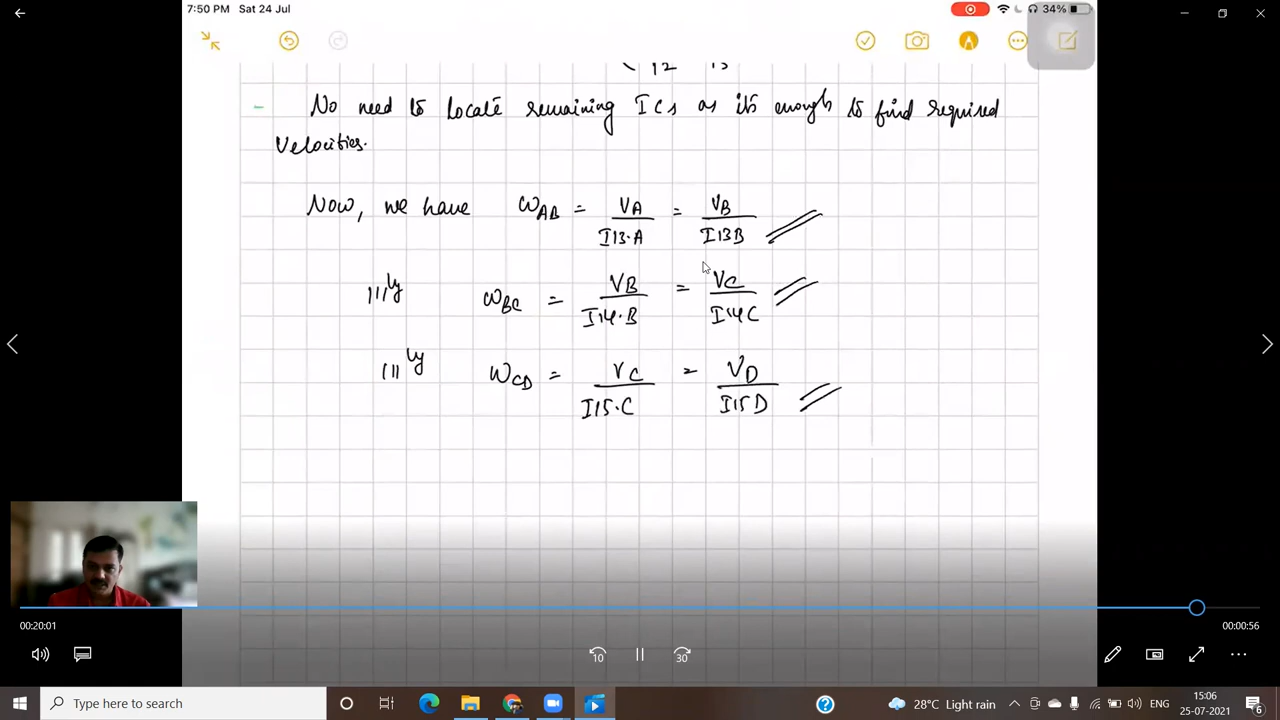 7:50 PM Sat 24 Jul
34%
No need to locate remaining ICs as its enough to find required
velocities.
Now, we have ωAB = VA / I13·A = VB / I13B
|||ly ωBC = VB / I14·B = VC / I14C
|||ly ωCD = VC / I15·C = VD / I15D
00:20:01
00:00:56
10
30
Type here to search
28°C Light rain
ENG
15:06
25-07-2021
6